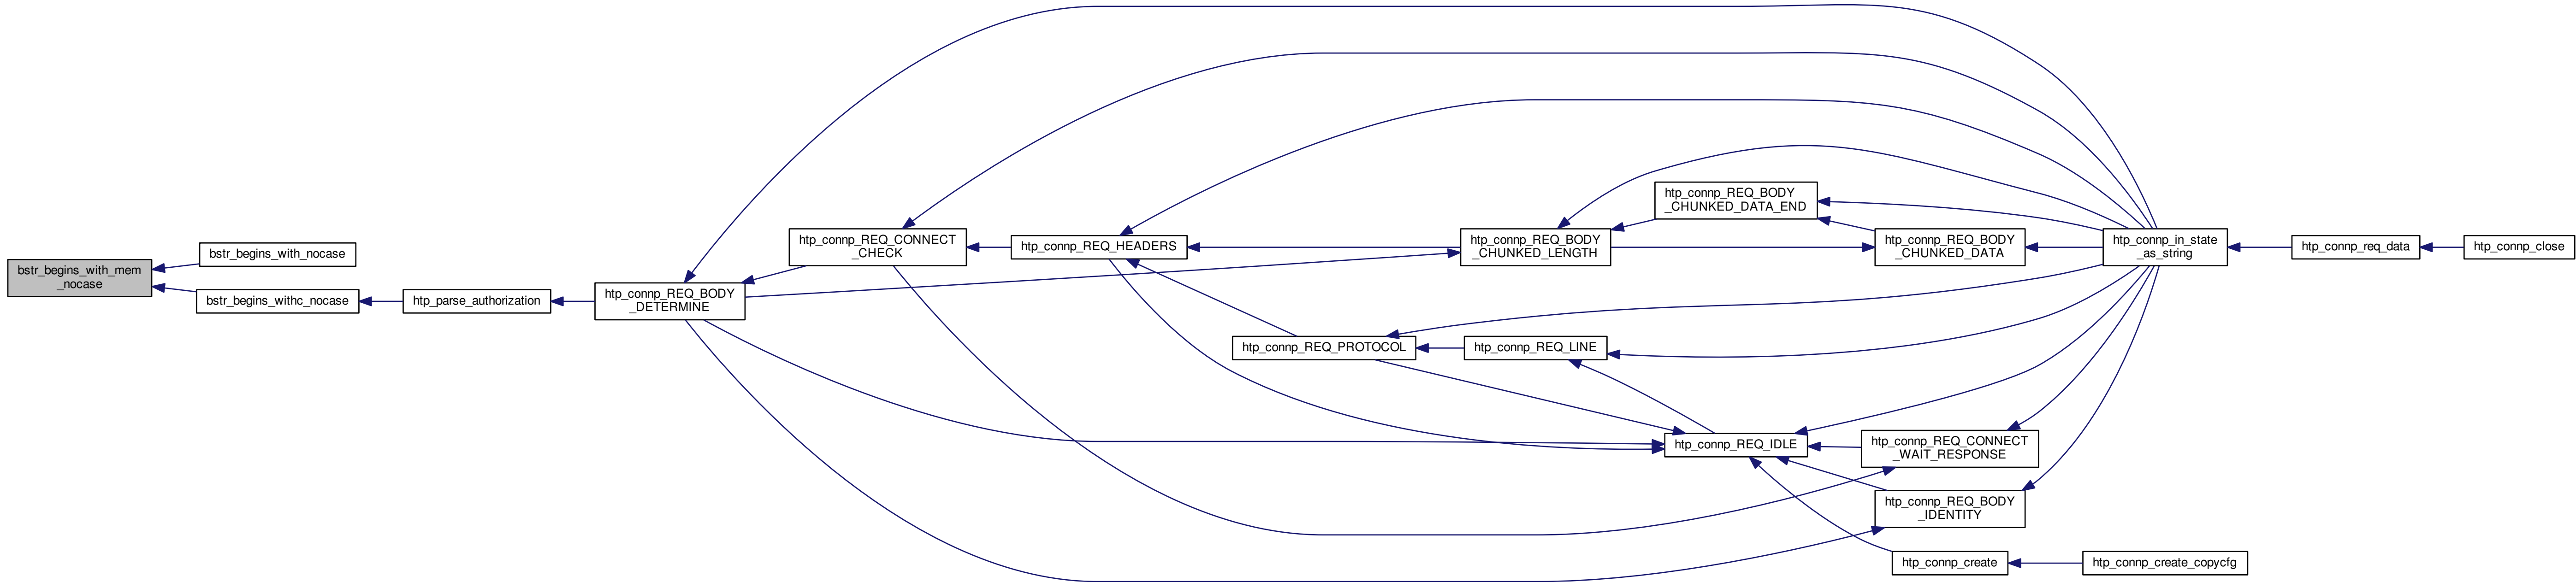 bstr_begins_with_mem
_nocase
bstr_begins_with_nocase
bstr_begins_withc_nocase
htp_parse_authorization
htp_connp_REQ_BODY
_DETERMINE
htp_connp_REQ_CONNECT
_CHECK
htp_connp_REQ_HEADERS
htp_connp_REQ_PROTOCOL
htp_connp_REQ_BODY
_CHUNKED_LENGTH
htp_connp_REQ_LINE
htp_connp_REQ_BODY
_CHUNKED_DATA_END
htp_connp_REQ_IDLE
htp_connp_REQ_BODY
_CHUNKED_DATA
htp_connp_REQ_CONNECT
_WAIT_RESPONSE
htp_connp_REQ_BODY
_IDENTITY
htp_connp_create
htp_connp_in_state
_as_string
htp_connp_create_copycfg
htp_connp_req_data
htp_connp_close